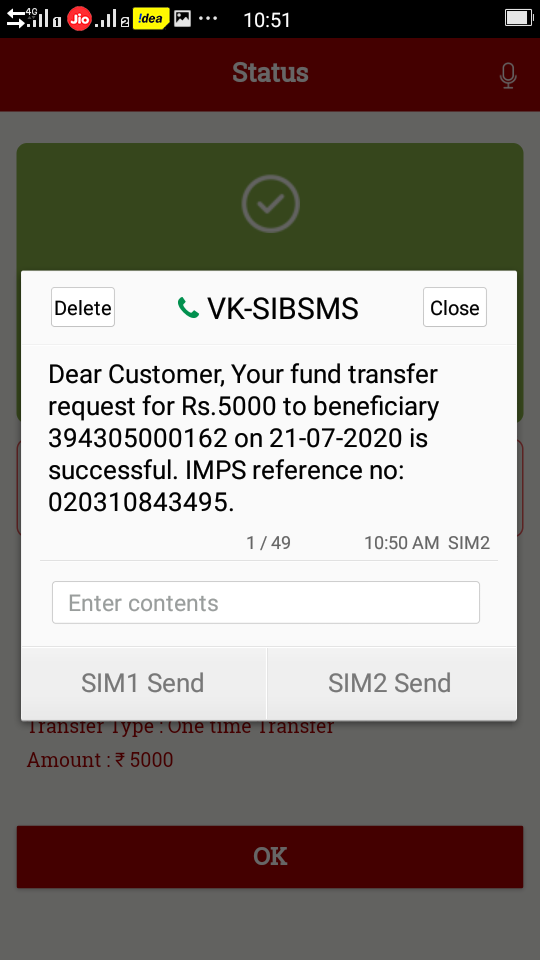 4G 1 Jio 2 !dea 10:51
Status
Delete VK-SIBSMS Close
Dear Customer, Your fund transfer
request for Rs.5000 to beneficiary
394305000162 on 21-07-2020 is
successful. IMPS reference no:
020310843495.
1 / 49 10:50 AM SIM2
Enter contents
SIM1 Send SIM2 Send
Transfer Type : One time Transfer
Amount : ₹ 5000
OK